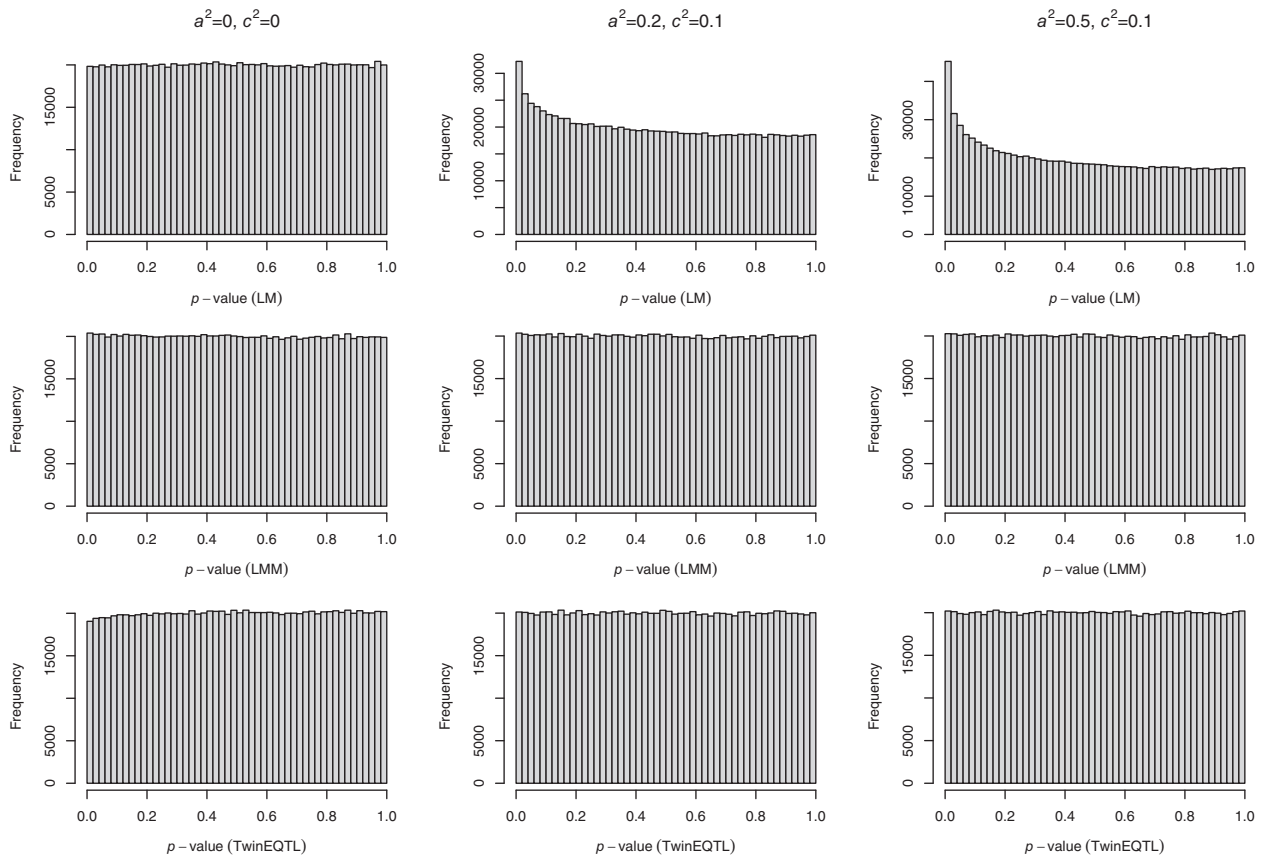 a²=0, c²=0
a²=0.2, c²=0.1
a²=0.5, c²=0.1
Frequency
0 5000 15000
0.0 0.2 0.4 0.6 0.8 1.0
p – value (LM)
Frequency
0 10000 20000 30000
0.0 0.2 0.4 0.6 0.8 1.0
p – value (LM)
Frequency
0 10000 30000
0.0 0.2 0.4 0.6 0.8 1.0
p – value (LM)
Frequency
0 5000 15000
0.0 0.2 0.4 0.6 0.8 1.0
p – value (LMM)
Frequency
0 5000 15000
0.0 0.2 0.4 0.6 0.8 1.0
p – value (LMM)
Frequency
0 5000 15000
0.0 0.2 0.4 0.6 0.8 1.0
p – value (LMM)
Frequency
0 5000 15000
0.0 0.2 0.4 0.6 0.8 1.0
p – value (TwinEQTL)
Frequency
0 5000 15000
0.0 0.2 0.4 0.6 0.8 1.0
p – value (TwinEQTL)
Frequency
0 5000 15000
0.0 0.2 0.4 0.6 0.8 1.0
p – value (TwinEQTL)